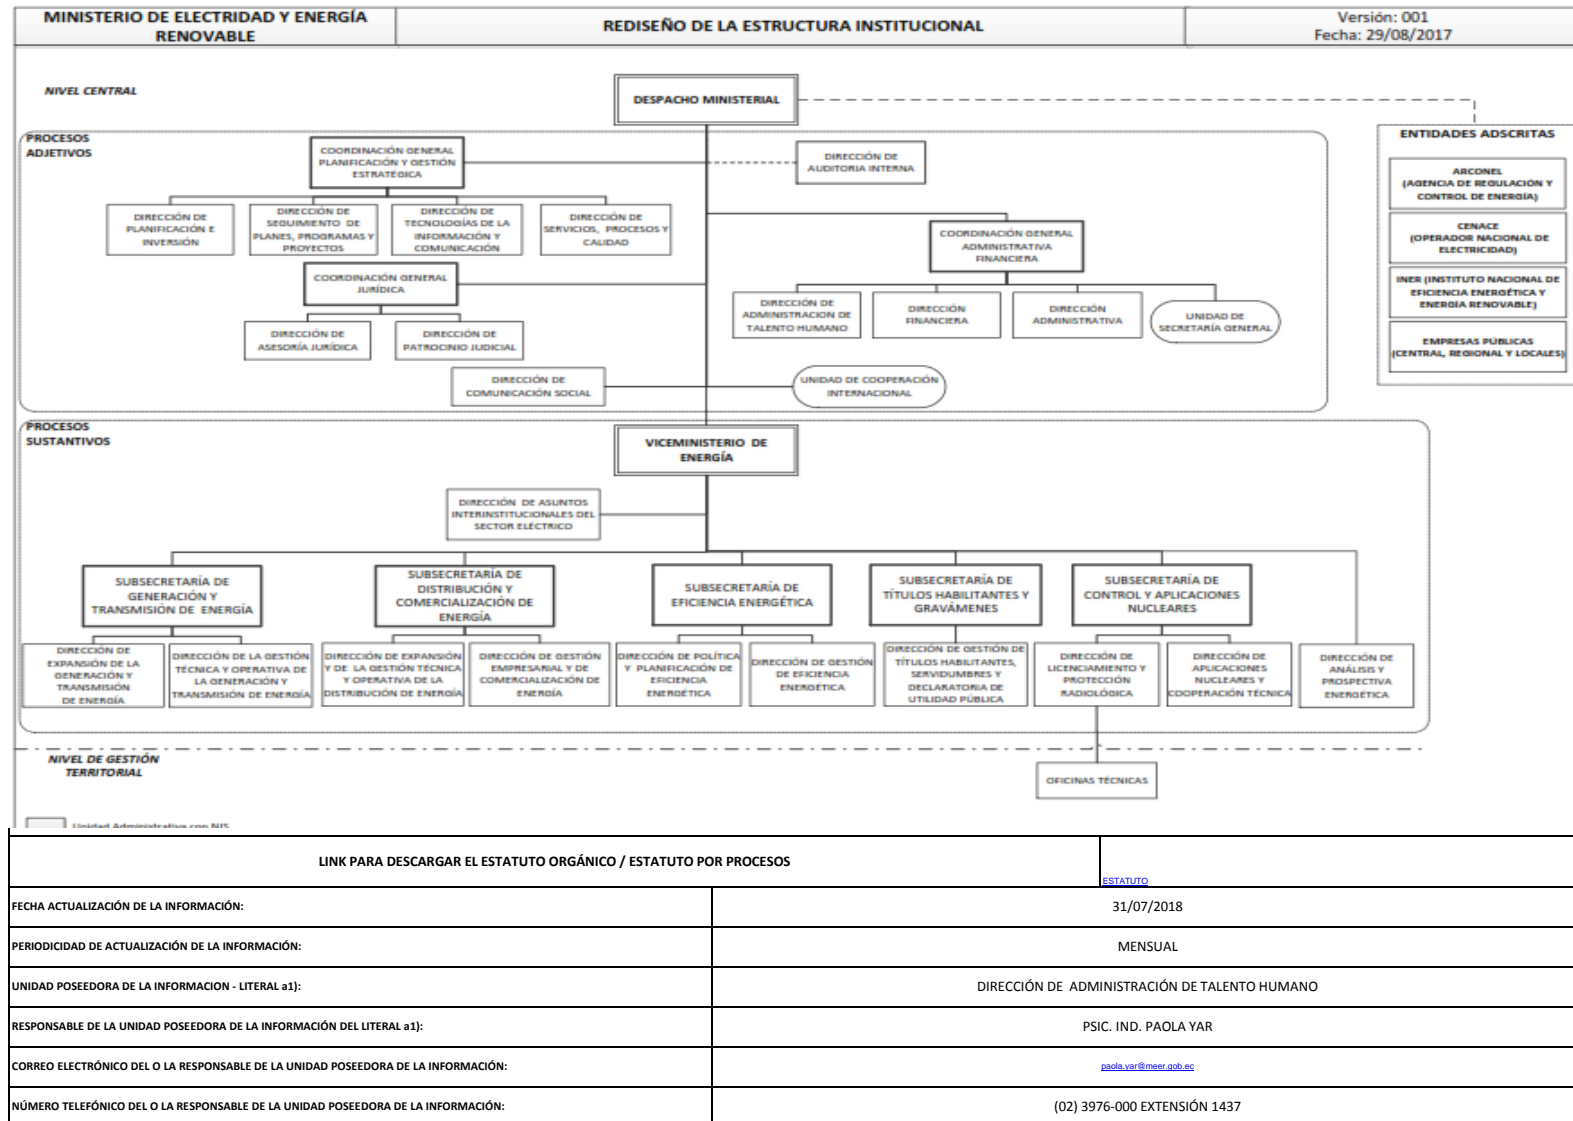 MINISTERIO DE ELECTRIDAD Y ENERGÍA
RENOVABLE
REDISEÑO DE LA ESTRUCTURA INSTITUCIONAL
Versión: 001
Fecha: 29/08/2017
NIVEL CENTRAL
DESPACHO MINISTERIAL
PROCESOS
ADJETIVOS
COORDINACIÓN GENERAL
PLANIFICACIÓN Y GESTIÓN
ESTRATÉGICA
DIRECCIÓN DE
AUDITORIA INTERNA
ENTIDADES ADSCRITAS
ARCONEL
(AGENCIA DE REGULACIÓN Y
CONTROL DE ENERGÍA)
CENACE
(OPERADOR NACIONAL DE
ELECTRICIDAD)
INER (INSTITUTO NACIONAL DE
EFICIENCIA ENERGÉTICA Y
ENERGÍA RENOVABLE)
EMPRESAS PÚBLICAS
(CENTRAL, REGIONAL Y LOCALES)
DIRECCIÓN DE
PLANIFICACIÓN E
INVERSIÓN
DIRECCIÓN DE
SEGUIMIENTO DE
PLANES, PROGRAMAS Y
PROYECTOS
DIRECCIÓN DE
TECNOLOGÍAS DE LA
INFORMACIÓN Y
COMUNICACIÓN
DIRECCIÓN DE
SERVICIOS, PROCESOS Y
CALIDAD
COORDINACIÓN GENERAL
ADMINISTRATIVA
FINANCIERA
COORDINACIÓN GENERAL
JURÍDICA
DIRECCIÓN DE
ADMINISTRACION DE
TALENTO HUMANO
DIRECCIÓN
FINANCIERA
DIRECCIÓN
ADMINISTRATIVA
UNIDAD DE
SECRETARÍA GENERAL
DIRECCIÓN DE
ASESORÍA JURÍDICA
DIRECCIÓN DE
PATROCINIO JUDICIAL
DIRECCIÓN DE
COMUNICACIÓN SOCIAL
UNIDAD DE COOPERACIÓN
INTERNACIONAL
PROCESOS
SUSTANTIVOS
VICEMINISTERIO DE
ENERGÍA
DIRECCIÓN DE ASUNTOS
INTERINSTITUCIONALES DEL
SECTOR ELÉCTRICO
SUBSECRETARÍA DE
GENERACIÓN Y
TRANSMISIÓN DE ENERGÍA
SUBSECRETARÍA DE
DISTRIBUCIÓN Y
COMERCIALIZACIÓN DE
ENERGÍA
SUBSECRETARÍA DE
EFICIENCIA ENERGÉTICA
SUBSECRETARÍA DE
TÍTULOS HABILITANTES Y
GRAVÁMENES
SUBSECRETARÍA DE
CONTROL Y APLICACIONES
NUCLEARES
DIRECCIÓN DE
EXPANSIÓN DE LA
GENERACIÓN Y
TRANSMISIÓN
DE ENERGÍA
DIRECCIÓN DE LA GESTIÓN
TÉCNICA Y OPERATIVA DE
LA GENERACIÓN Y
TRANSMISIÓN DE ENERGÍA
DIRECCIÓN DE EXPANSIÓN
Y DE LA GESTIÓN TÉCNICA
Y OPERATIVA DE LA
DISTRIBUCIÓN DE ENERGÍA
DIRECCIÓN DE GESTIÓN
EMPRESARIAL Y DE
COMERCIALIZACIÓN DE
ENERGÍA
DIRECCIÓN DE POLÍTICA
Y PLANIFICACIÓN DE
EFICIENCIA
ENERGÉTICA
DIRECCIÓN DE GESTIÓN
DE EFICIENCIA
ENERGÉTICA
DIRECCIÓN DE GESTIÓN DE
TÍTULOS HABILITANTES,
SERVIDUMBRES Y
DECLARATORIA DE
UTILIDAD PÚBLICA
DIRECCIÓN DE
LICENCIAMIENTO Y
PROTECCIÓN
RADIOLÓGICA
DIRECCIÓN DE
APLICACIONES
NUCLEARES Y
COOPERACIÓN TÉCNICA
DIRECCIÓN DE
ANÁLISIS Y
PROSPECTIVA
ENERGÉTICA
NIVEL DE GESTIÓN
TERRITORIAL
OFICINAS TÉCNICAS
Unidad Administrativa con NJS
LINK PARA DESCARGAR EL ESTATUTO ORGÁNICO / ESTATUTO POR PROCESOS
ESTATUTO
FECHA ACTUALIZACIÓN DE LA INFORMACIÓN:
31/07/2018
PERIODICIDAD DE ACTUALIZACIÓN DE LA INFORMACIÓN:
MENSUAL
UNIDAD POSEEDORA DE LA INFORMACION - LITERAL a1):
DIRECCIÓN DE ADMINISTRACIÓN DE TALENTO HUMANO
RESPONSABLE DE LA UNIDAD POSEEDORA DE LA INFORMACIÓN DEL LITERAL a1):
PSIC. IND. PAOLA YAR
CORREO ELECTRÓNICO DEL O LA RESPONSABLE DE LA UNIDAD POSEEDORA DE LA INFORMACIÓN:
paola.yar@meer.gob.ec
NÚMERO TELEFÓNICO DEL O LA RESPONSABLE DE LA UNIDAD POSEEDORA DE LA INFORMACIÓN:
(02) 3976-000 EXTENSIÓN 1437